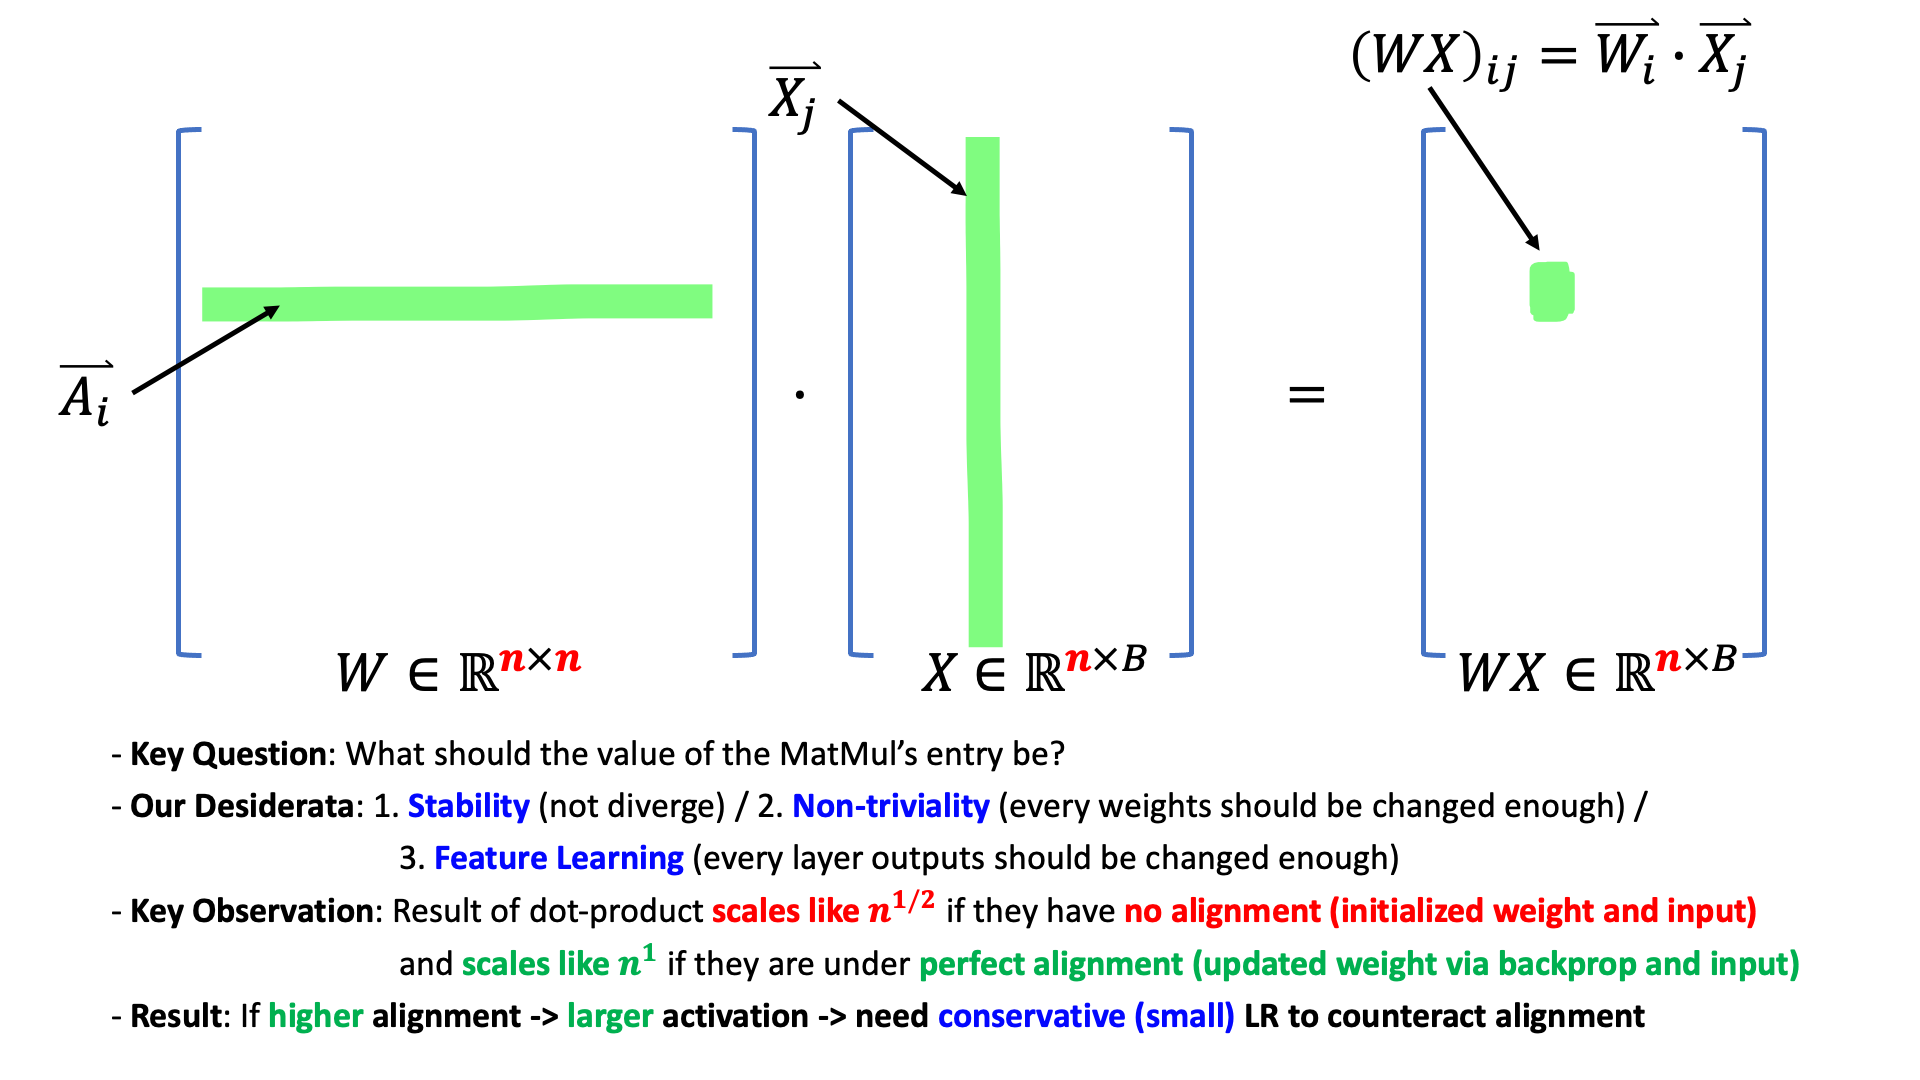 $\overrightarrow{X_j}$
$(WX)_{ij} = \overrightarrow{W_i} \cdot \overrightarrow{X_j}$
$\overrightarrow{A_i}$
$\cdot$
$=$
$W \in \mathbb{R}^{n \times n}$
$X \in \mathbb{R}^{n \times B}$
$WX \in \mathbb{R}^{n \times B}$
- Key Question: What should the value of the MatMul’s entry be?
- Our Desiderata: 1. Stability (not diverge) / 2. Non-triviality (every weights should be changed enough) /
3. Feature Learning (every layer outputs should be changed enough)
- Key Observation: Result of dot-product scales like $n^{1/2}$ if they have no alignment (initialized weight and input)
and scales like $n^1$ if they are under perfect alignment (updated weight via backprop and input)
- Result: If higher alignment -> larger activation -> need conservative (small) LR to counteract alignment